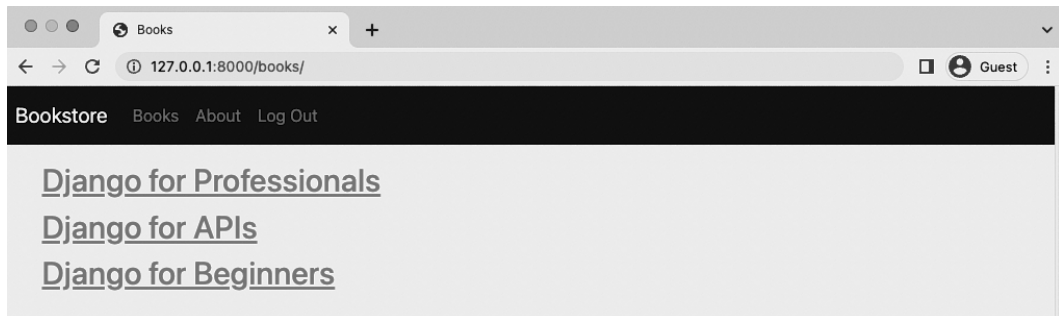 Books
127.0.0.1:8000/books/ Guest
Bookstore Books About Log Out
Django for Professionals
Django for APIs
Django for Beginners